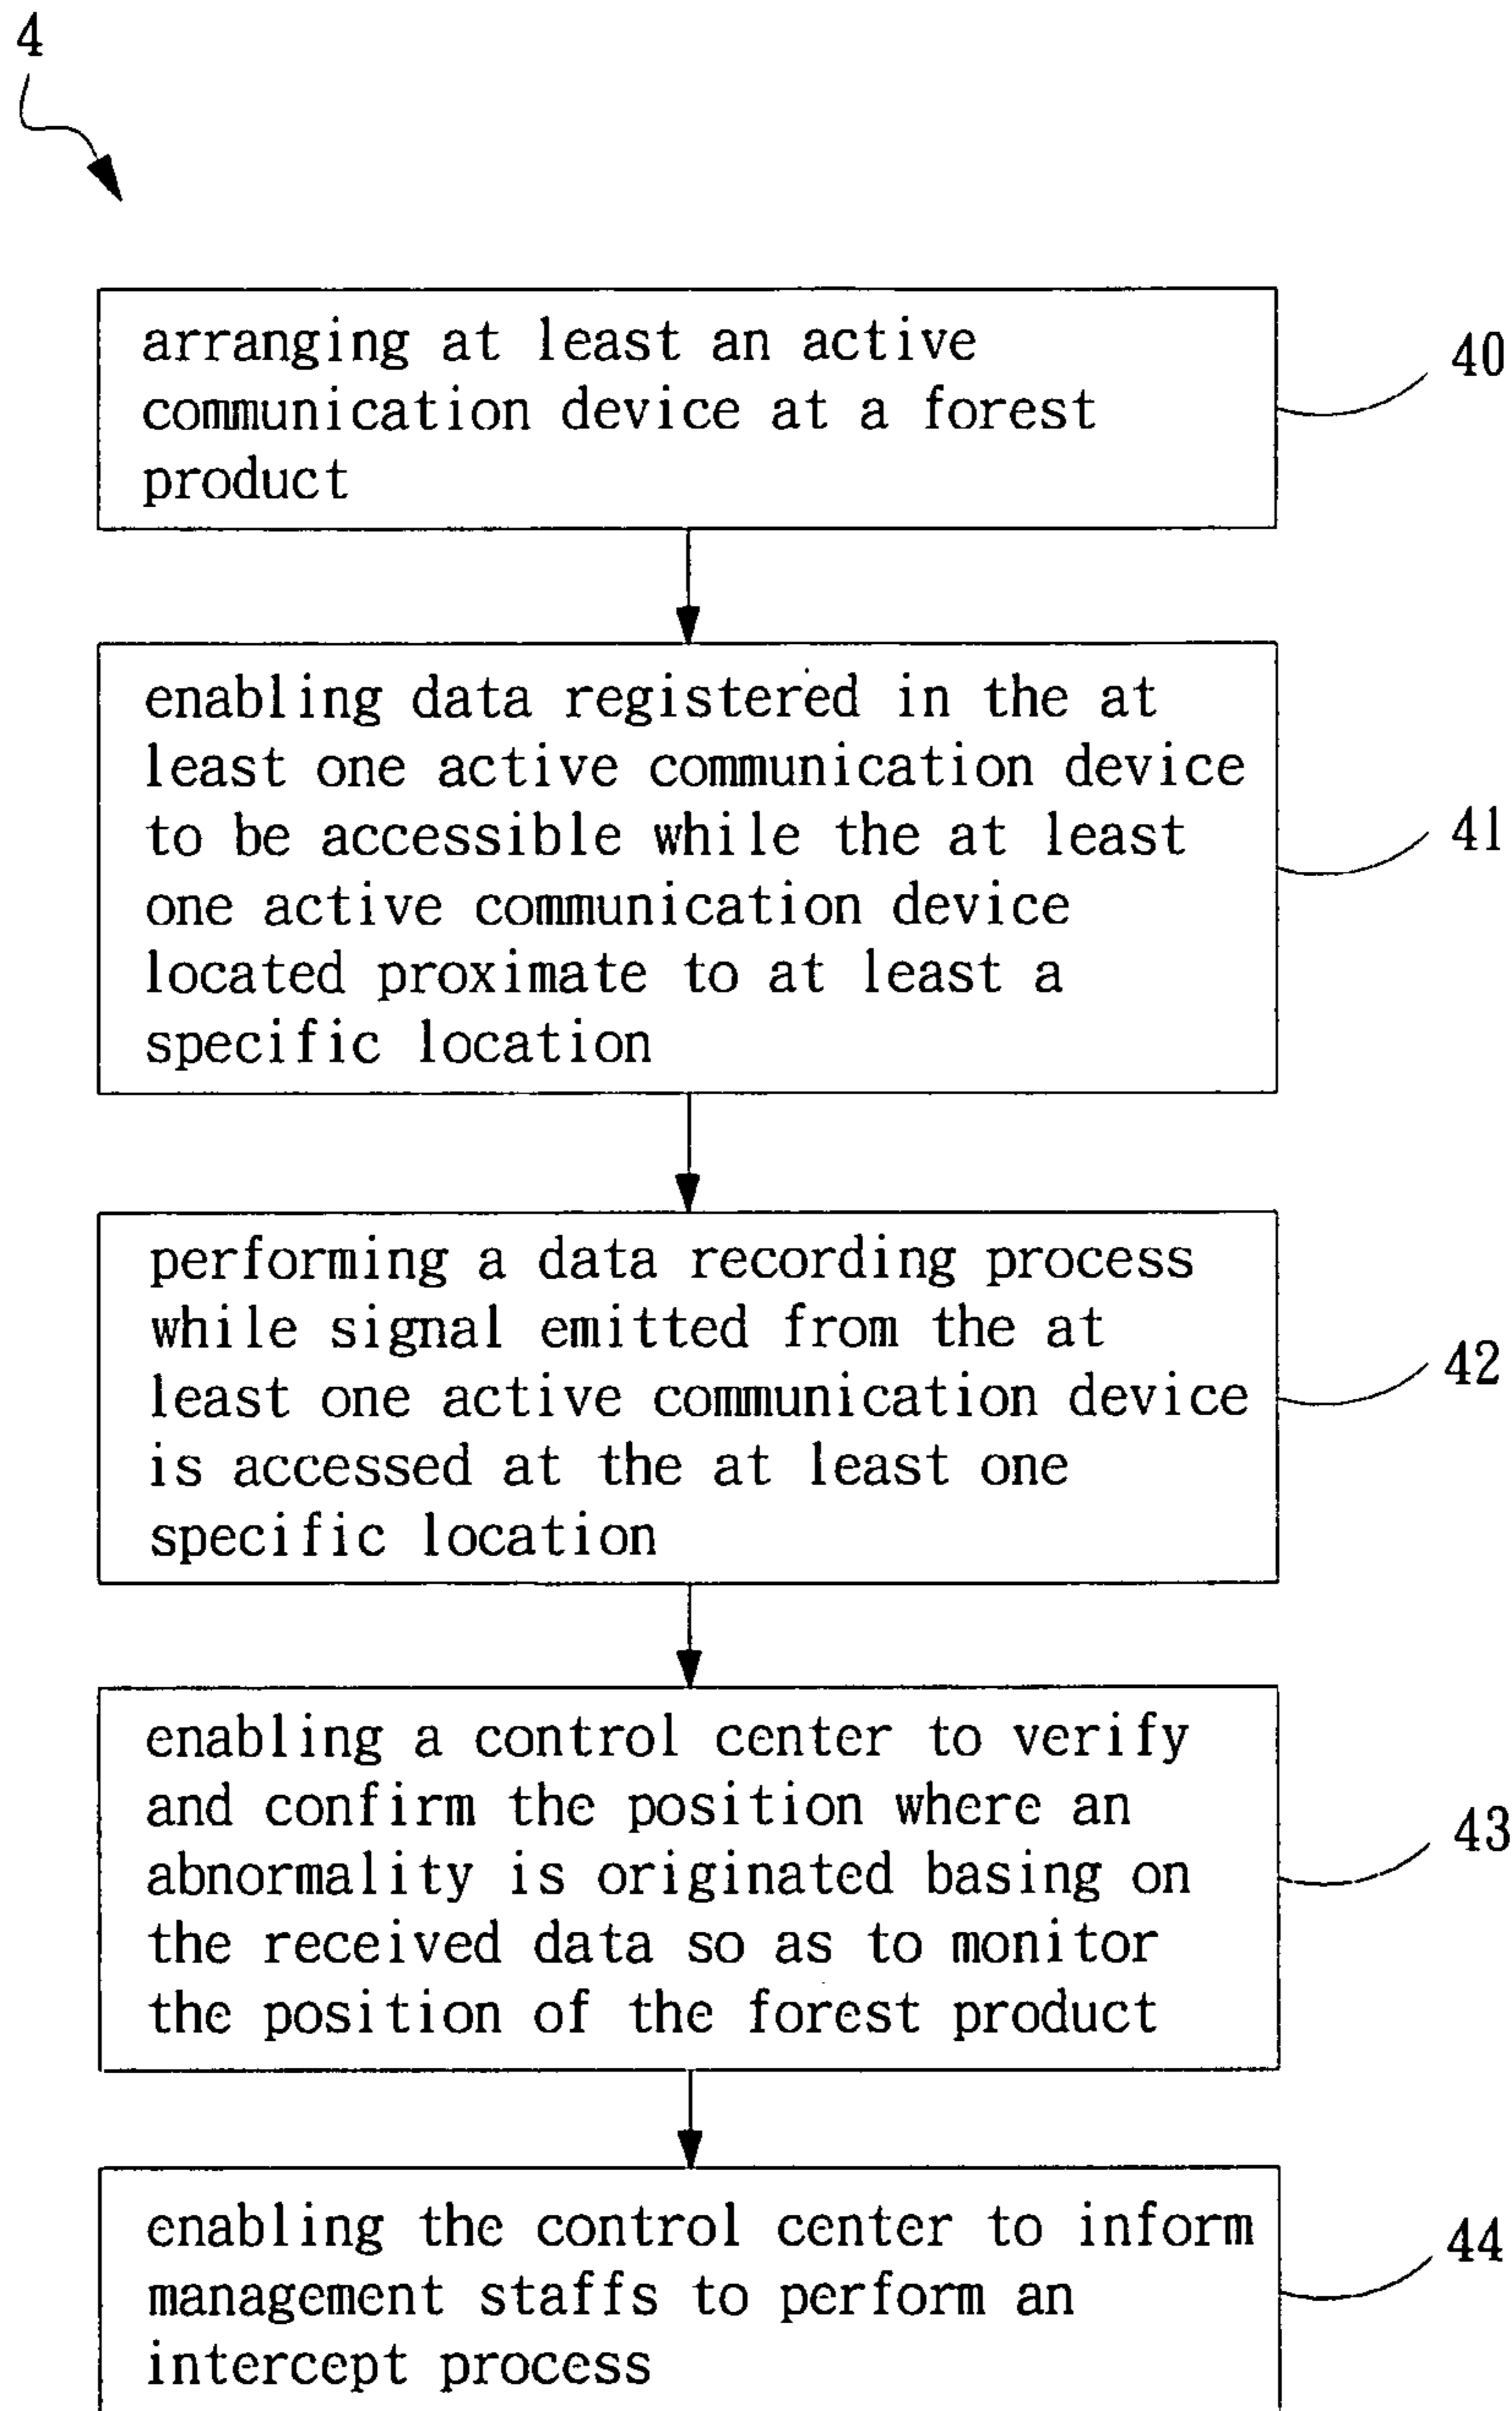 4
arranging at least an active
communication device at a forest
product
40
enabling data registered in the at
least one active communication device
to be accessible while the at least
one active communication device
located proximate to at least a
specific location
41
performing a data recording process
while signal emitted from the at
least one active communication device
is accessed at the at least one
specific location
42
enabling a control center to verify
and confirm the position where an
abnormality is originated basing on
the received data so as to monitor
the position of the forest product
43
enabling the control center to inform
management staffs to perform an
intercept process
44